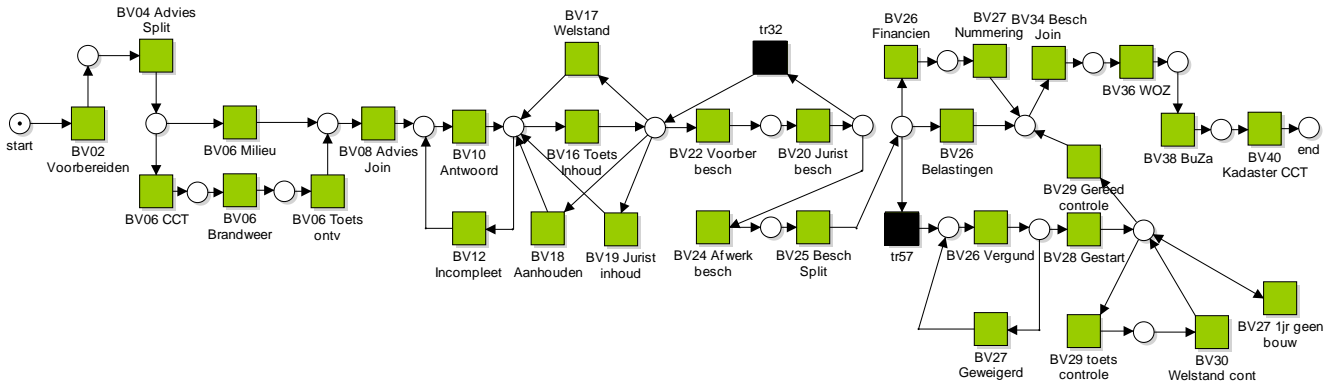 BV04 Advies
Split
start
BV02
Voorbereiden
BV06 Milieu
BV06 CCT
BV06
Brandweer
BV06 Toets
ontv
BV08 Advies
Join
BV10
Antwoord
BV12
Incompleet
BV17
Welstand
BV16 Toets
Inhoud
BV18
Aanhouden
BV19 Jurist
inhoud
tr32
BV22 Voorber
besch
BV20 Jurist
besch
BV24 Afwerk
besch
BV25 Besch
Split
BV26
Financien
BV27
Nummering
BV34 Besch
Join
BV36 WOZ
BV26
Belastingen
BV29 Gereed
controle
BV38 BuZa
BV40
Kadaster CCT
end
tr57
BV26 Vergund
BV28 Gestart
BV27
Geweigerd
BV29 toets
controle
BV30
Welstand cont
BV27 1jr geen
bouw